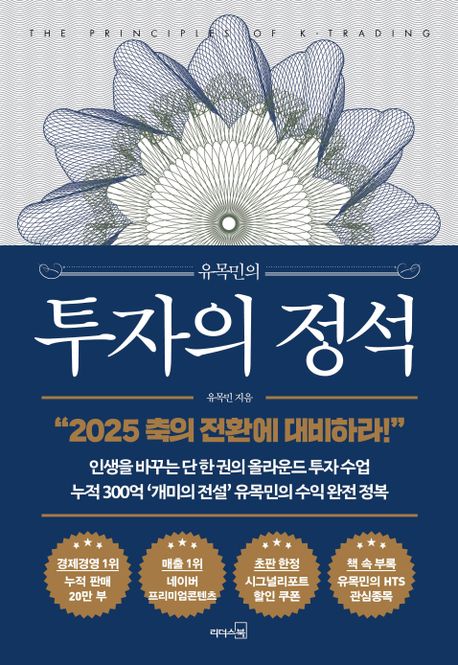 THE PRINCIPLES OF K-TRADING
유목민의
투자의 정석
유목민 지음
“2025 축의 전환에 대비하라!”
인생을 바꾸는 단 한 권의 올라운드 투자 수업
누적 300억 ‘개미의 전설’ 유목민의 수익 완전 정복
경제경영 1위
누적 판매
20만 부
매출 1위
네이버
프리미엄콘텐츠
초판 한정
시그널리포트
할인 쿠폰
책 속 부록
유목민의 HTS
관심종목
리더스북